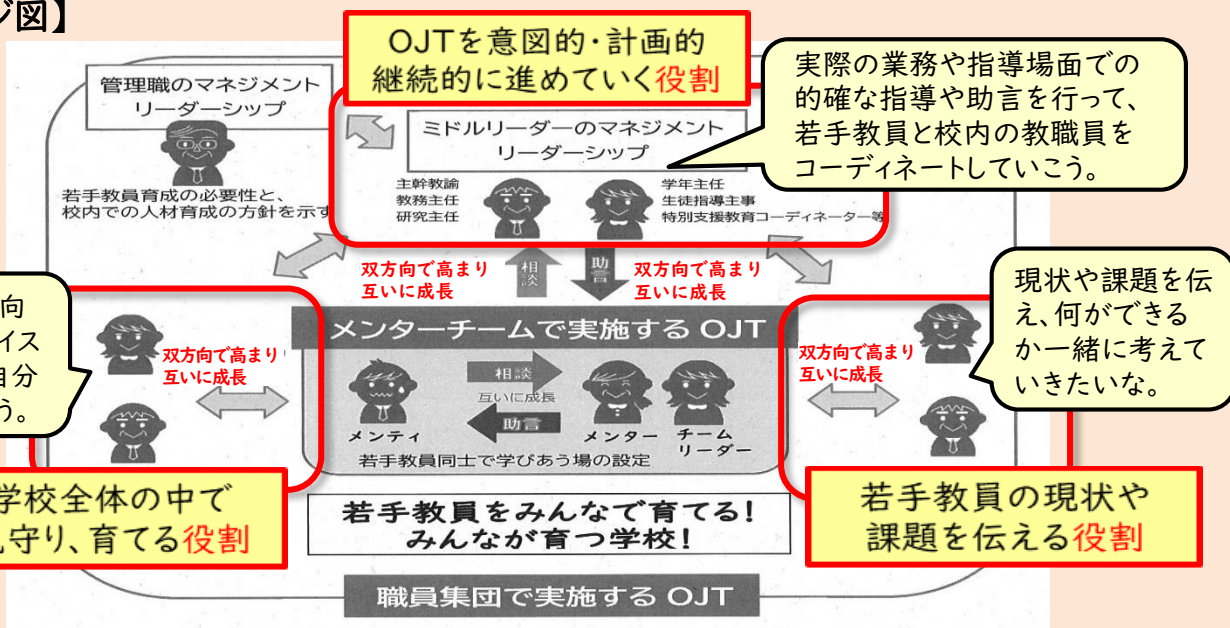 ジ図】
OJTを意図的・計画的
継続的に進めていく役割
実際の業務や指導場面での
的確な指導や助言を行って、
若手教員と校内の教職員を
コーディネートしていこう。
管理職のマネジメント
リーダーシップ
若手教員育成の必要性と、
校内での人材育成の方針を示す
ミドルリーダーのマネジメント
リーダーシップ
主幹教諭
教務主任
研究主任
学年主任
生徒指導主事
特別支援教育コーディネーター等
双方向で高まり
互いに成長
相談
助言
双方向で高まり
互いに成長
向
イス
自分
う。
双方向で高まり
互いに成長
メンターチームで実施する OJT
相談
互いに成長
助言
メンティ
メンター
チーム
リーダー
若手教員同士で学びあう場の設定
双方向で高まり
互いに成長
現状や課題を伝
え、何ができる
か一緒に考えて
いきたいな。
学校全体の中で
守り、育てる役割
若手教員をみんなで育てる!
みんなが育つ学校!
若手教員の現状や
課題を伝える役割
職員集団で実施する OJT